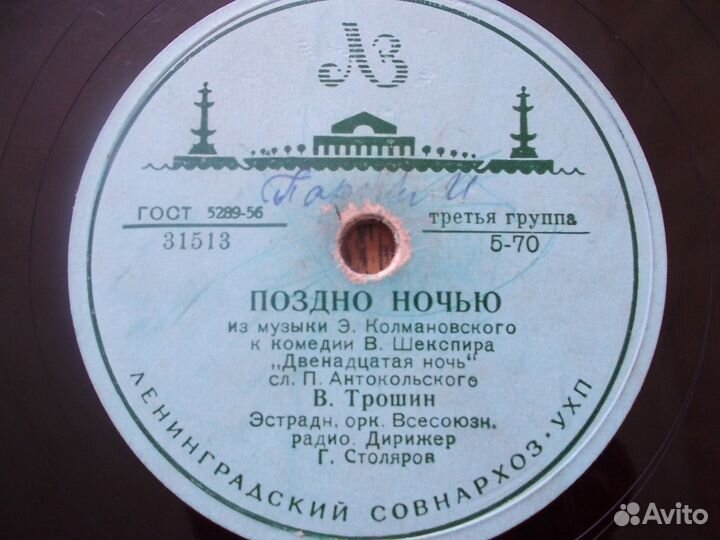 ЛЗ
ГОСТ 5289-56
31513
третья группа
5-70
ПОЗДНО НОЧЬЮ
из музыки Э. Колмановского
к комедии В. Шекспира
„Двенадцатая ночь"
сл. П. Антокольского
В. Трошин
Эстрадн. орк. Всесоюзн.
радио. Дирижер
Г. Столяров
ЛЕНИНГРАДСКИЙ СОВНАРХОЗ·УХП
Avito